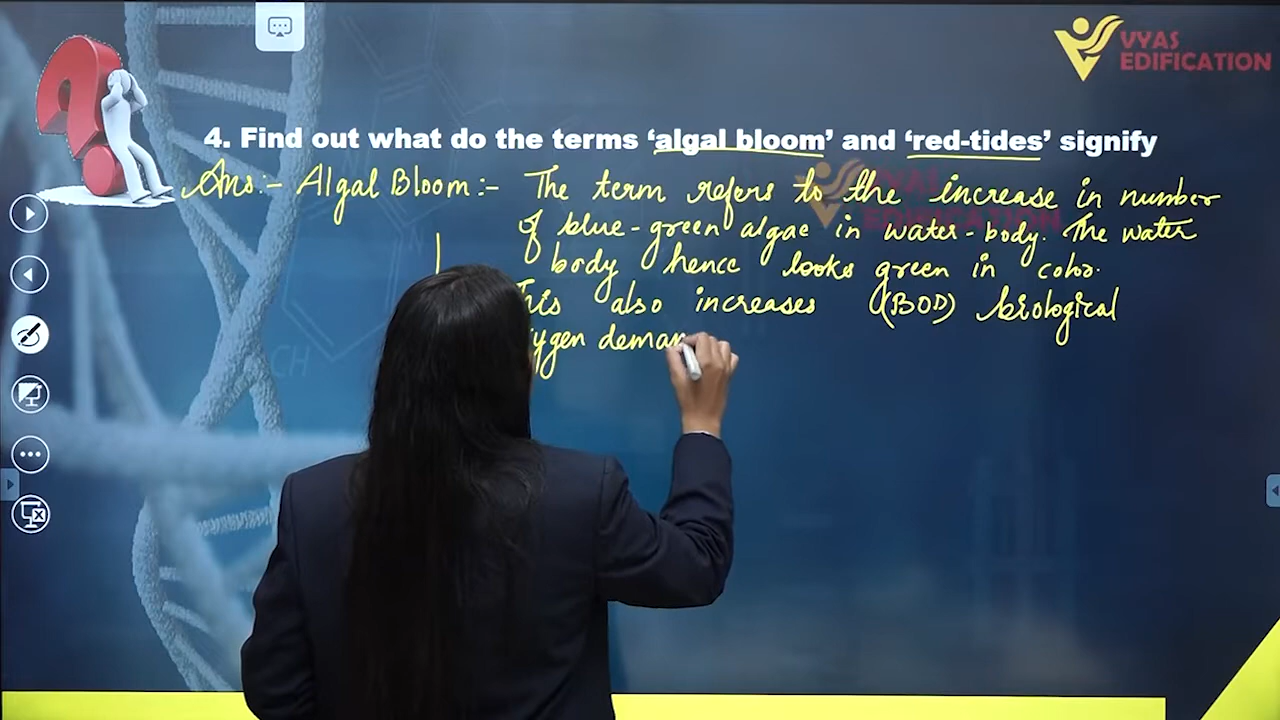 VYAS
EDIFICATION
4. Find out what do the terms 'algal bloom' and 'red-tides' signify
Ans:- Algal Bloom:- The term refers to the increase in number
of blue-green algae in water-body. The water
body hence looks green in color.
This also increases (BOD) biological
oxygen deman